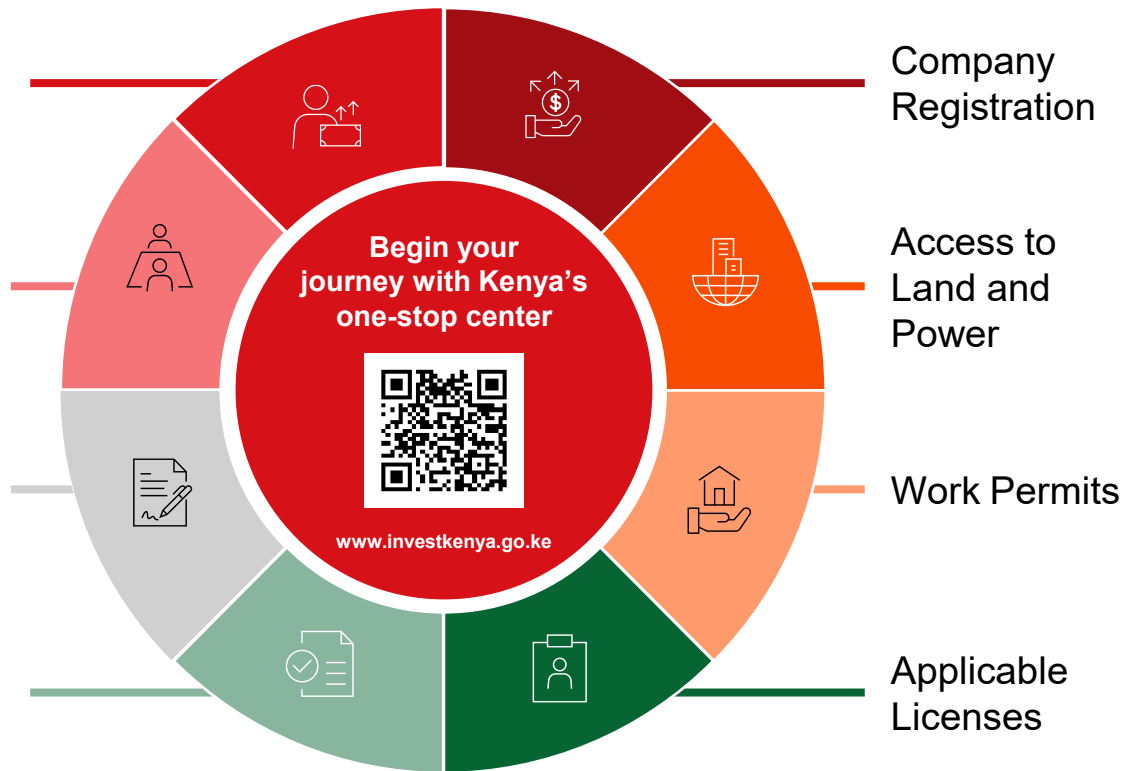 Company
Registration
Begin your
journey with Kenya’s
one-stop center
Access to
Land and
Power
Work Permits
www.investkenya.go.ke
Applicable
Licenses